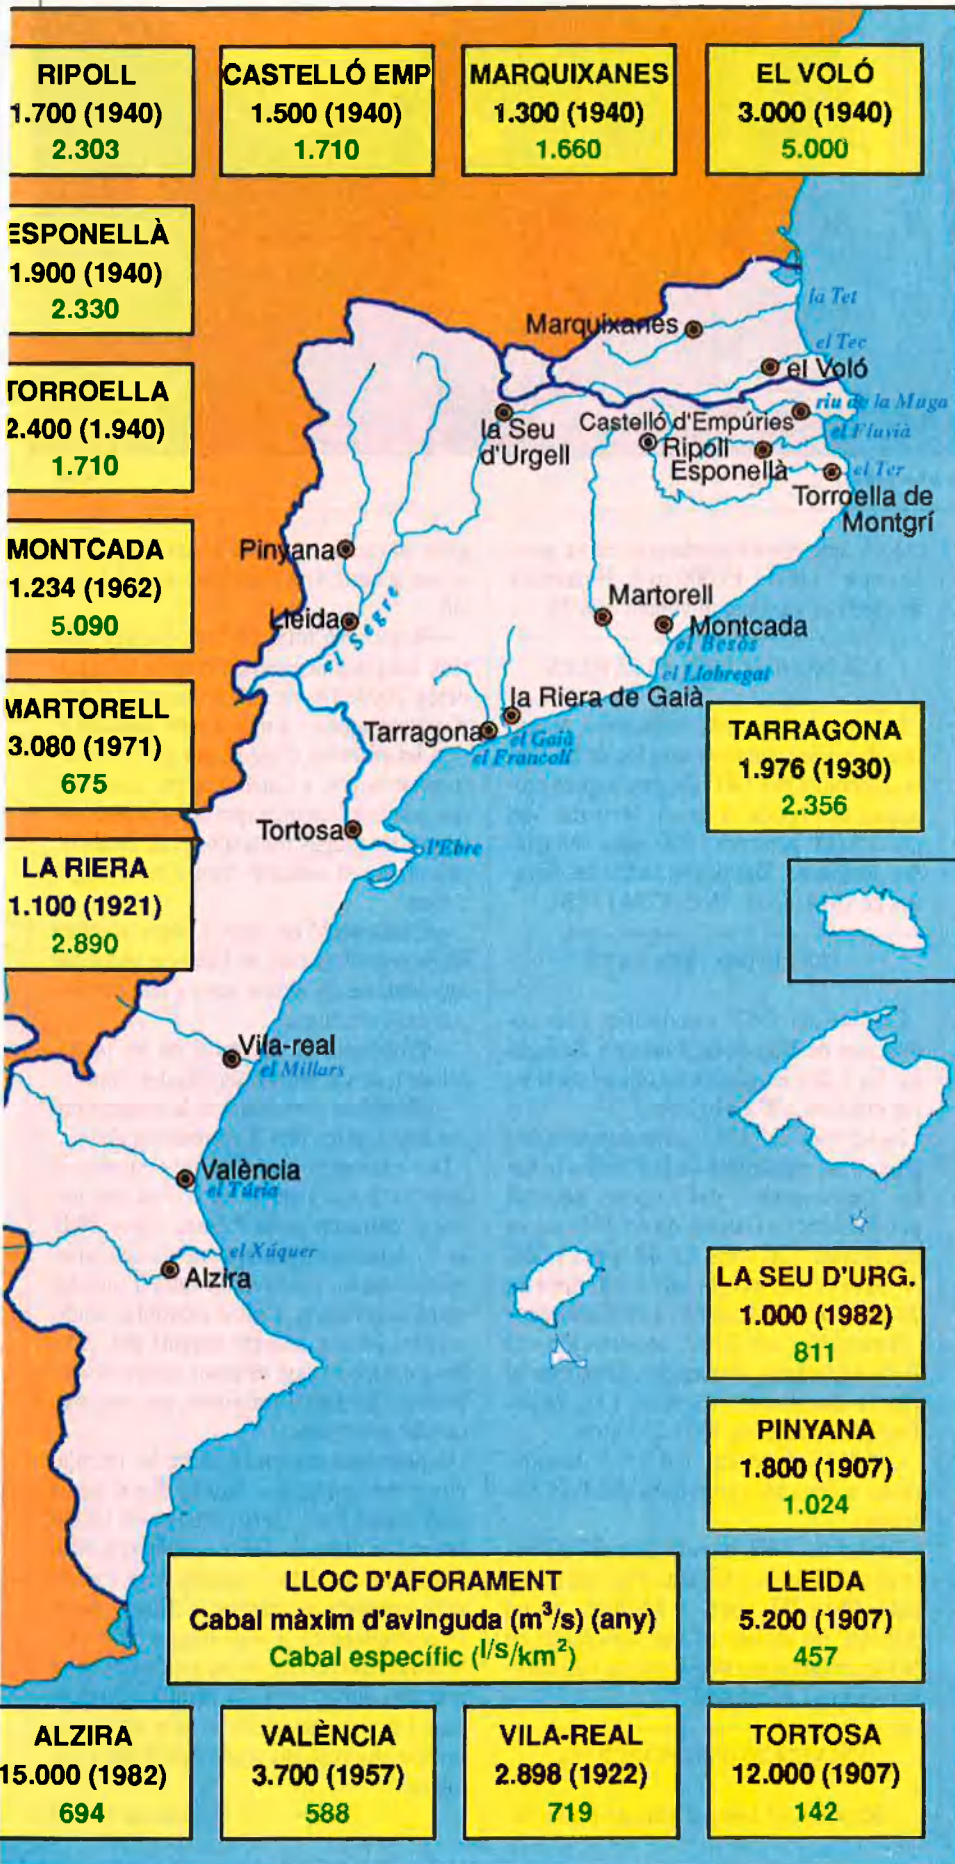 RIPOLL
1.700 (1940)
2.303
CASTELLÓ EMP
1.500 (1940)
1.710
MARQUIXANES
1.300 (1940)
1.660
EL VOLÓ
3.000 (1940)
5.000
ESPONELLÀ
1.900 (1940)
2.330
TORROELLA
2.400 (1.940)
1.710
MONTCADA
1.234 (1962)
5.090
MARTORELL
3.080 (1971)
675
LA RIERA
1.100 (1921)
2.890
la Tet
Marquixanes
el Tec
el Voló
riu de la Muga
la Seu
d'Urgell
Castelló d'Empúries
el Fluvià
Ripoll
Esponellà
el Ter
Torroella de
Montgrí
Pinyana
Lleida
el Segre
Martorell
Montcada
el Besòs
el Llobregat
la Riera de Gaià
Tarragona
el Gaià
el Francolí
TARRAGONA
1.976 (1930)
2.356
Tortosa
l'Ebre
Vila-real
el Millars
València
el Túria
el Xúquer
Alzira
LA SEU D'URG.
1.000 (1982)
811
PINYANA
1.800 (1907)
1.024
LLOC D'AFORAMENT
Cabal màxim d'avinguda (m³/s) (any)
Cabal específic (l/s/km²)
LLEIDA
5.200 (1907)
457
ALZIRA
15.000 (1982)
694
VALÈNCIA
3.700 (1957)
588
VILA-REAL
2.898 (1922)
719
TORTOSA
12.000 (1907)
142